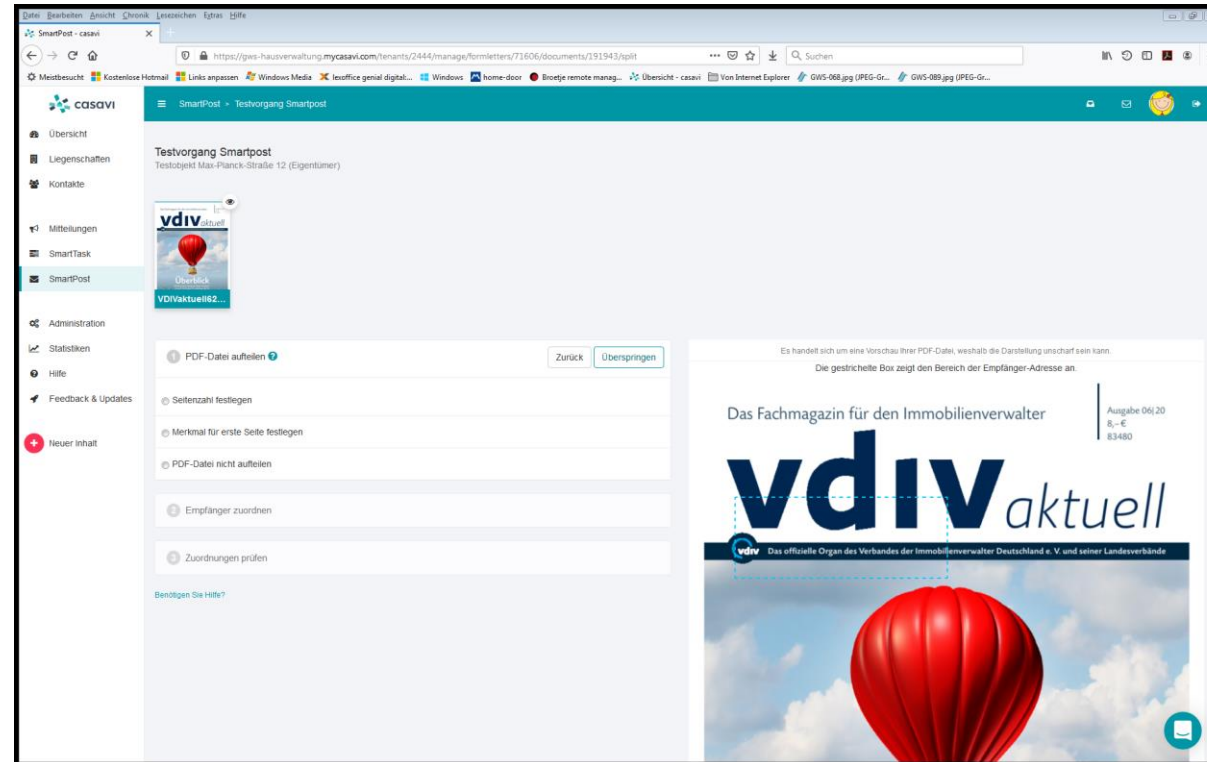 Datei Bearbeiten Ansicht Chronik Lesezeichen Extras Hilfe
SmartPost - casavi
https://gws-hausverwaltung.mycasavi.com/tenants/2444/manage/formletters/71606/documents/191943/split
Suchen
Meistbesucht Kostenlose Hotmail Links anpassen Windows Media lexoffice genial digital:... Windows home-door Broetje remote manag... Übersicht - casavi Von Internet Explorer GWS-068.jpg (JPEG-Gr... GWS-089.jpg (JPEG-Gr...
casavi
SmartPost > Testvorgang Smartpost
Übersicht
Liegenschaften
Kontakte
Mitteilungen
SmartTask
SmartPost
Administration
Statistiken
Hilfe
Feedback & Updates
Neuer Inhalt
Testvorgang Smartpost
Testobjekt Max-Planck-Straße 12 (Eigentümer)
vdıv aktuell
Überblick
VDIVaktuell62...
1 PDF-Datei aufteilen
Zurück Überspringen
Seitenzahl festlegen
Merkmal für erste Seite festlegen
PDF-Datei nicht aufteilen
2 Empfänger zuordnen
3 Zuordnungen prüfen
Benötigen Sie Hilfe?
Es handelt sich um eine Vorschau Ihrer PDF-Datei, weshalb die Darstellung unscharf sein kann.
Die gestrichelte Box zeigt den Bereich der Empfänger-Adresse an.
Das Fachmagazin für den Immobilienverwalter
Ausgabe 06|20
8,– €
83480
vdıv aktuell
vdıv Das offizielle Organ des Verbandes der Immobilienverwalter Deutschland e. V. und seiner Landesverbände